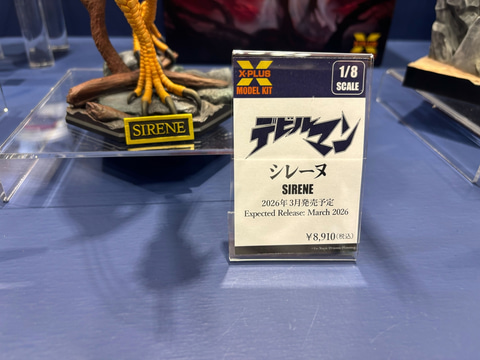 SIRENE
X-PLUS
MODEL KIT
1/8
SCALE
デビルマン
シレーヌ
SIRENE
2026年3月発売予定
Expected Release: March 2026
¥8,910(税込)